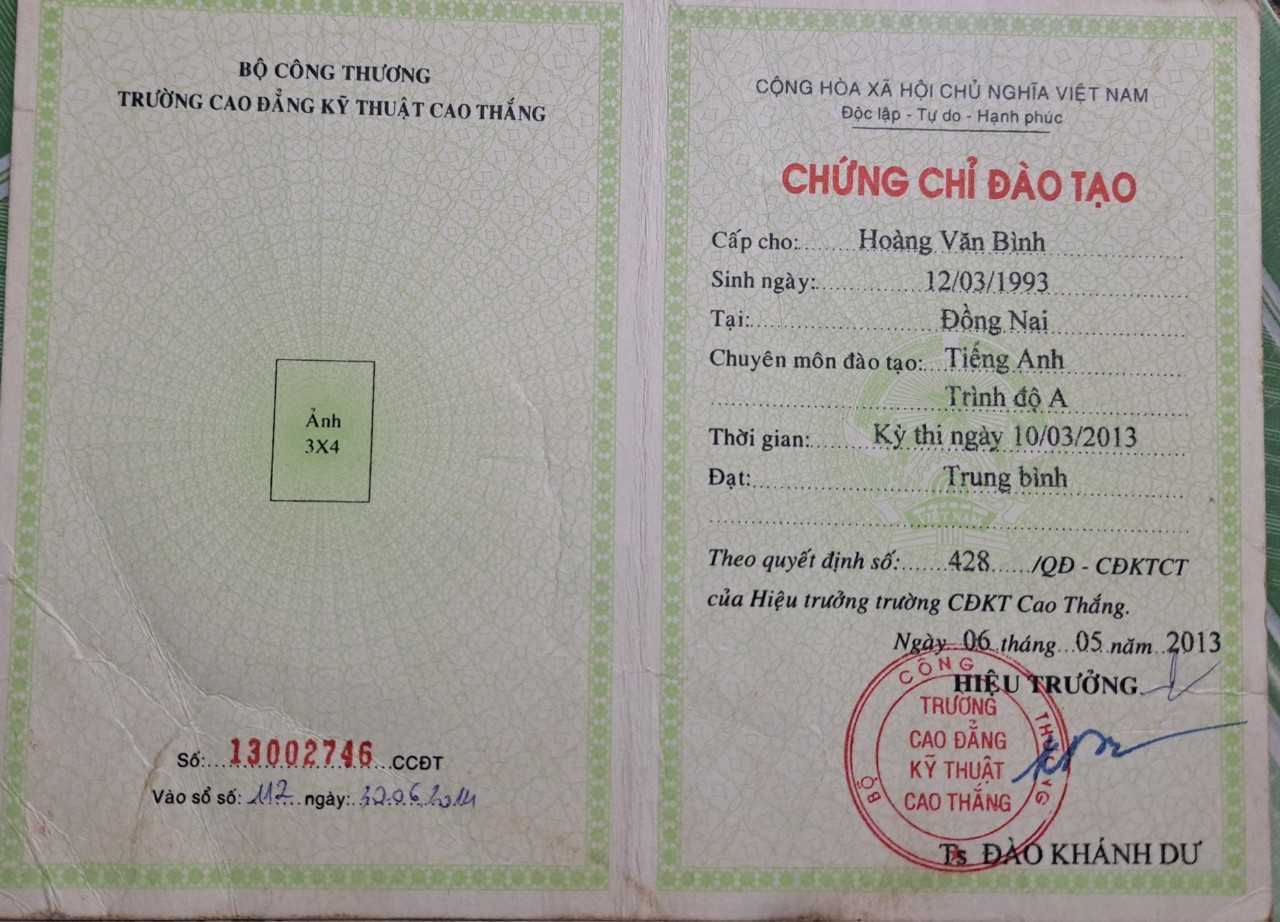 BỘ CÔNG THƯƠNG
TRƯỜNG CAO ĐẲNG KỸ THUẬT CAO THẮNG
Ảnh
3X4
Số:....13002746...CCĐT
Vào sổ số: 112 ngày: .06.2014
CỘNG HÒA XÃ HỘI CHỦ NGHĨA VIỆT NAM
Độc lập - Tự do - Hạnh phúc
CHỨNG CHỈ ĐÀO TẠO
Cấp cho: Hoàng Văn Bình
Sinh ngày: 12/03/1993
Tại: Đồng Nai
Chuyên môn đào tạo: Tiếng Anh
Trình độ A
Thời gian: Kỳ thi ngày 10/03/2013
Đạt: Trung bình
VIỆT NAM
Theo quyết định số: 428 /QĐ - CĐKTCT
của Hiệu trưởng trường CĐKT Cao Thắng.
Ngày 06 tháng 05 năm 2013
HIỆU TRƯỞNG
BỘ CÔNG THƯƠNG
TRƯỜNG
CAO ĐẲNG
KỸ THUẬT
CAO THẮNG
Ts ĐÀO KHÁNH DƯ